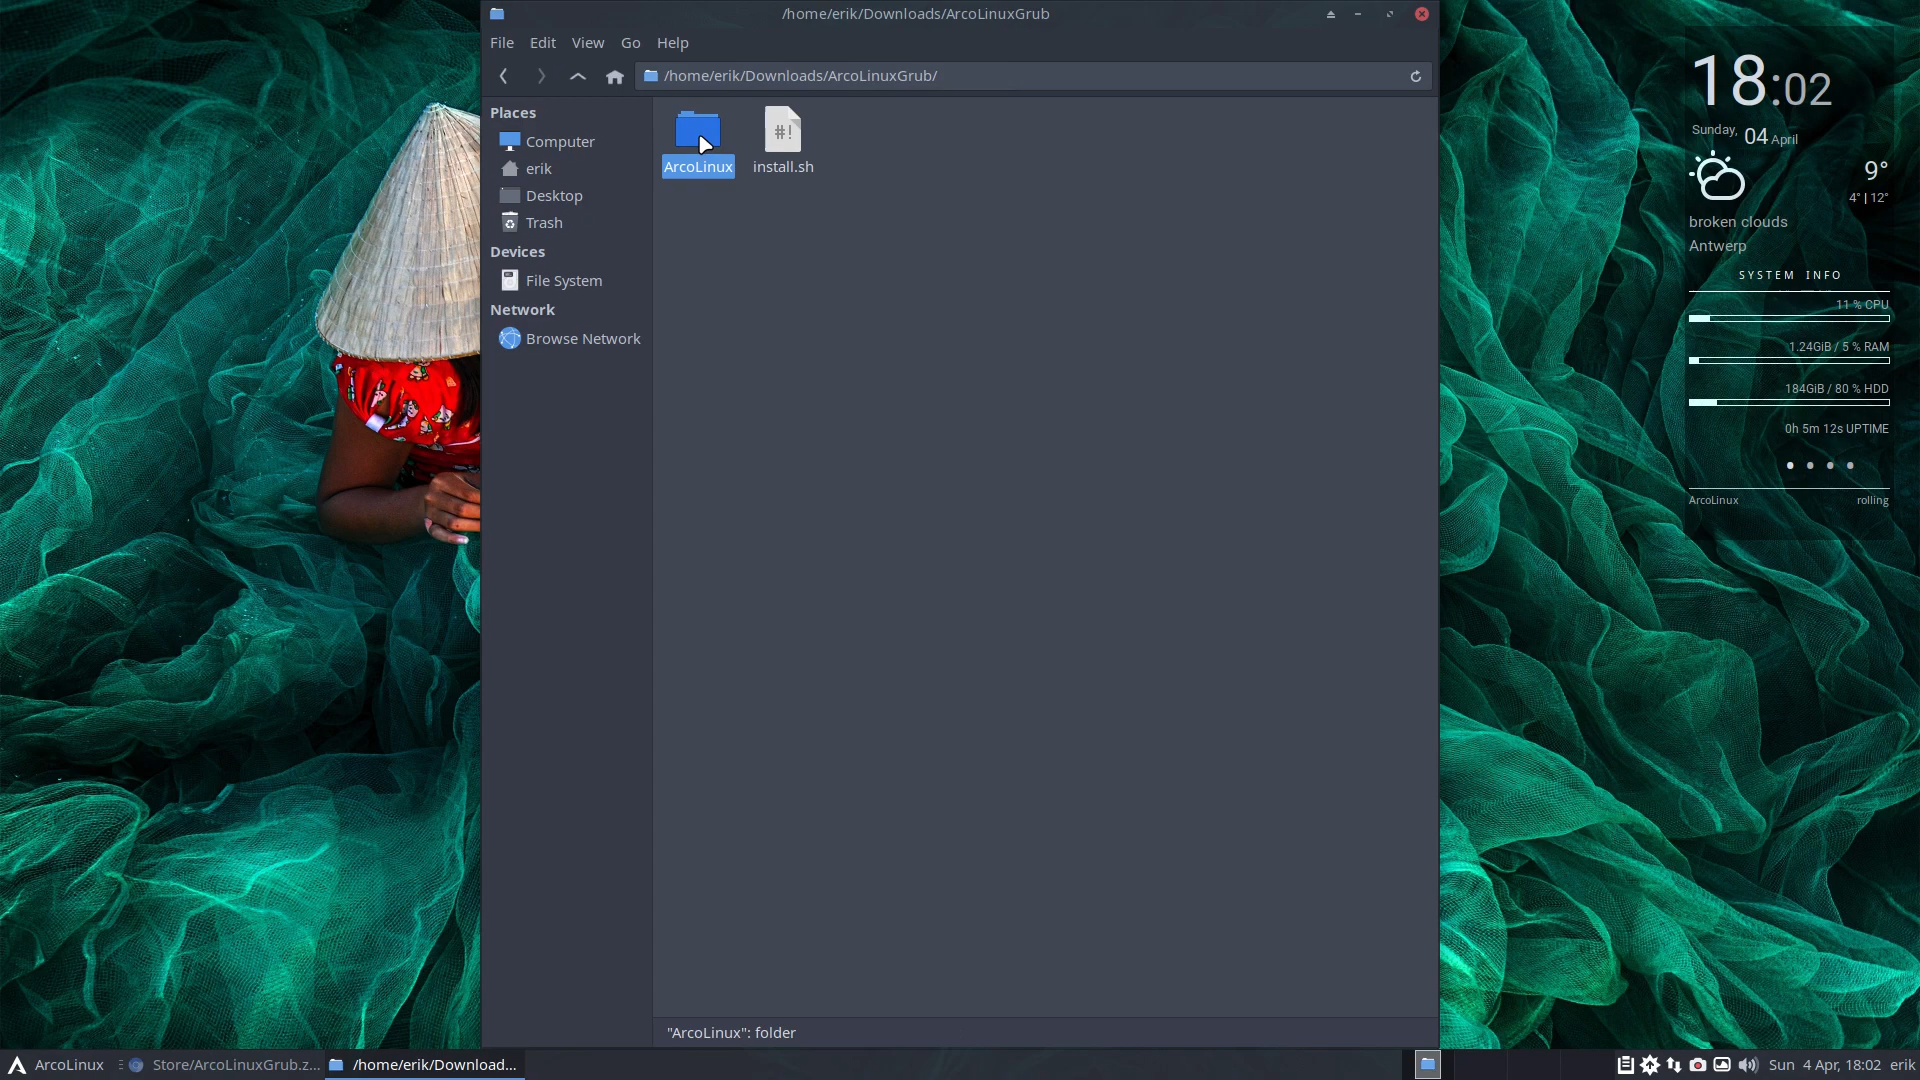 /home/erik/Downloads/ArcoLinuxGrub
File Edit View Go Help
/home/erik/Downloads/ArcoLinuxGrub/
Places
Computer
erik
Desktop
Trash
Devices
File System
Network
Browse Network
#!
ArcoLinux
install.sh
"ArcoLinux": folder
18:02
Sunday, 04 April
9°
4° | 12°
broken clouds
Antwerp
SYSTEM INFO
11 % CPU
1.24GiB / 5 % RAM
184GiB / 80 % HDD
0h 5m 12s UPTIME
ArcoLinux rolling
ArcoLinux
Store/ArcoLinuxGrub.z...
/home/erik/Download...
Sun 4 Apr, 18:02 erik